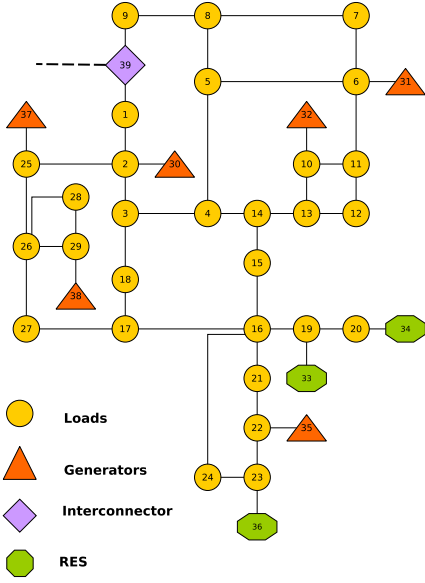 9 8 7
39
5 6 31
37 1 32
25 2 30 10 11
28
3 4 14 13 12
26 29 15
18
38
27 17 16 19 20 34
21 33
22 35
24 23
36
Loads
Generators
Interconnector
RES